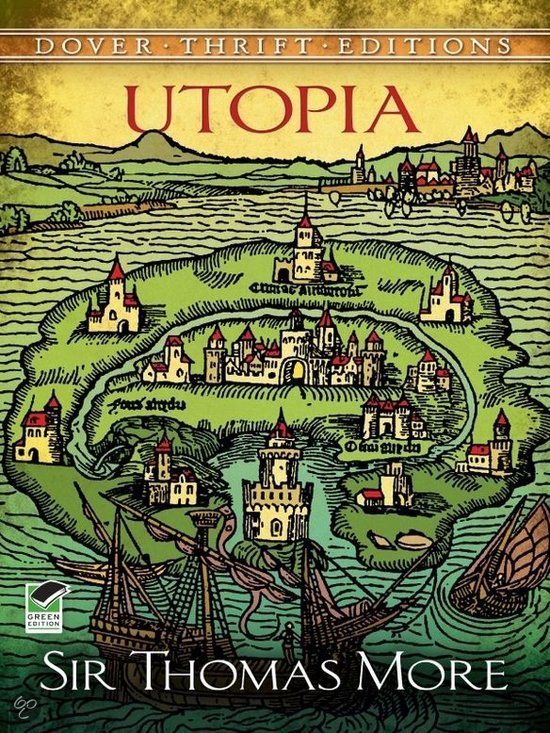 DOVER · THRIFT · EDITIONS
UTOPIA
GREEN
EDITION
SIR THOMAS MORE